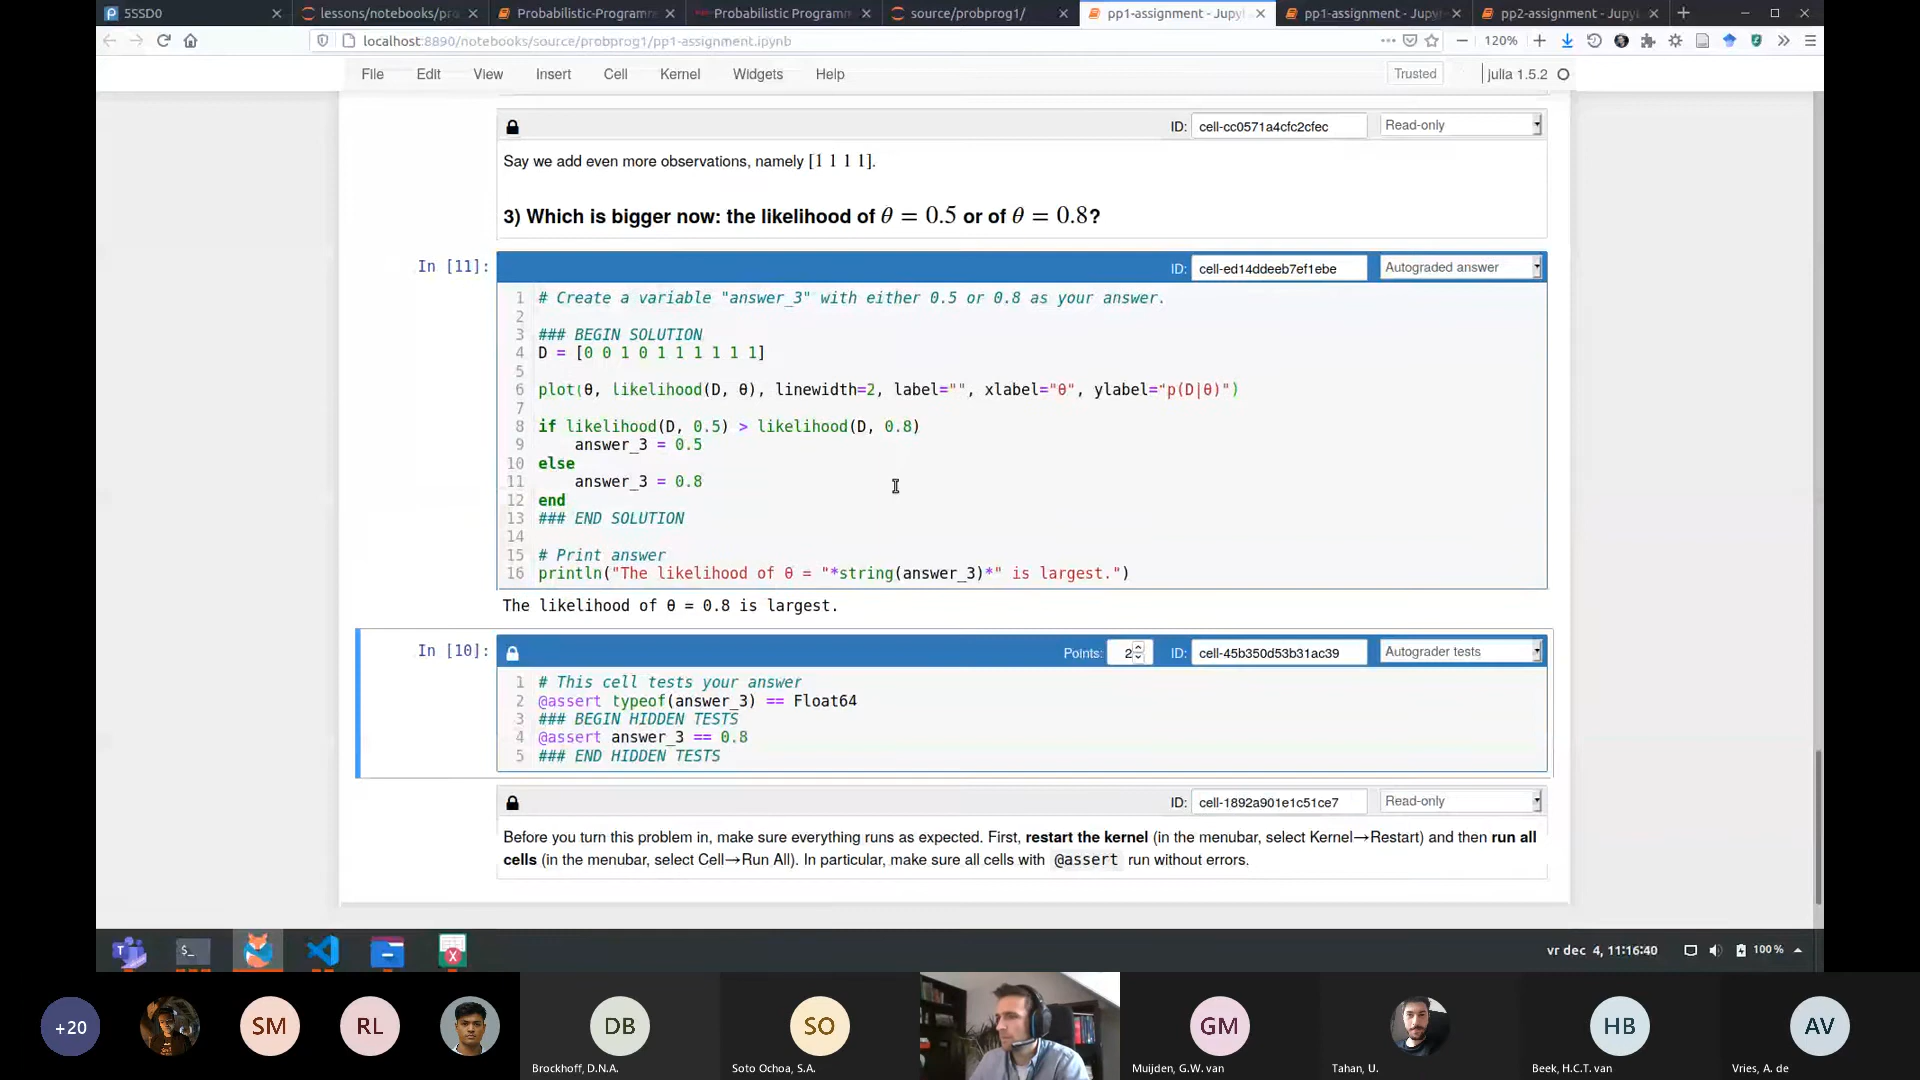 5SSD0
lessons/notebooks/pro
Probabilistic-Programm
Probabilistic Programm
source/probprog1/
pp1-assignment - Jupyt
pp1-assignment - Jupyt
pp2-assignment - Jupyt
localhost:8890/notebooks/source/probprog1/pp1-assignment.ipynb
120%
File Edit View Insert Cell Kernel Widgets Help
Trusted
julia 1.5.2
ID: cell-cc0571a4cfc2cfec Read-only
Say we add even more observations, namely [1 1 1 1].
3) Which is bigger now: the likelihood of θ = 0.5 or of θ = 0.8?
In [11]:
ID: cell-ed14ddeeb7ef1ebe Autograded answer
1 # Create a variable "answer_3" with either 0.5 or 0.8 as your answer.
2
3 ### BEGIN SOLUTION
4 D = [0 0 1 0 1 1 1 1 1 1]
5
6 plot(θ, likelihood(D, θ), linewidth=2, label="", xlabel="θ", ylabel="p(D|θ)")
7
8 if likelihood(D, 0.5) > likelihood(D, 0.8)
9 answer_3 = 0.5
10 else
11 answer_3 = 0.8
12 end
13 ### END SOLUTION
14
15 # Print answer
16 println("The likelihood of θ = "*string(answer_3)*" is largest.")
The likelihood of θ = 0.8 is largest.
In [10]:
Points: 2 ID: cell-45b350d53b31ac39 Autograder tests
1 # This cell tests your answer
2 @assert typeof(answer_3) == Float64
3 ### BEGIN HIDDEN TESTS
4 @assert answer_3 == 0.8
5 ### END HIDDEN TESTS
ID: cell-1892a901e1c51ce7 Read-only
Before you turn this problem in, make sure everything runs as expected. First, restart the kernel (in the menubar, select Kernel→Restart) and then run all
cells (in the menubar, select Cell→Run All). In particular, make sure all cells with @assert run without errors.
vr dec 4, 11:16:40
100 %
+20
SM
RL
DB
SO
GM
HB
AV
Brockhoff, D.N.A.
Soto Ochoa, S.A.
Muijden, G.W. van
Tahan, U.
Beek, H.C.T. van
Vries, A. de